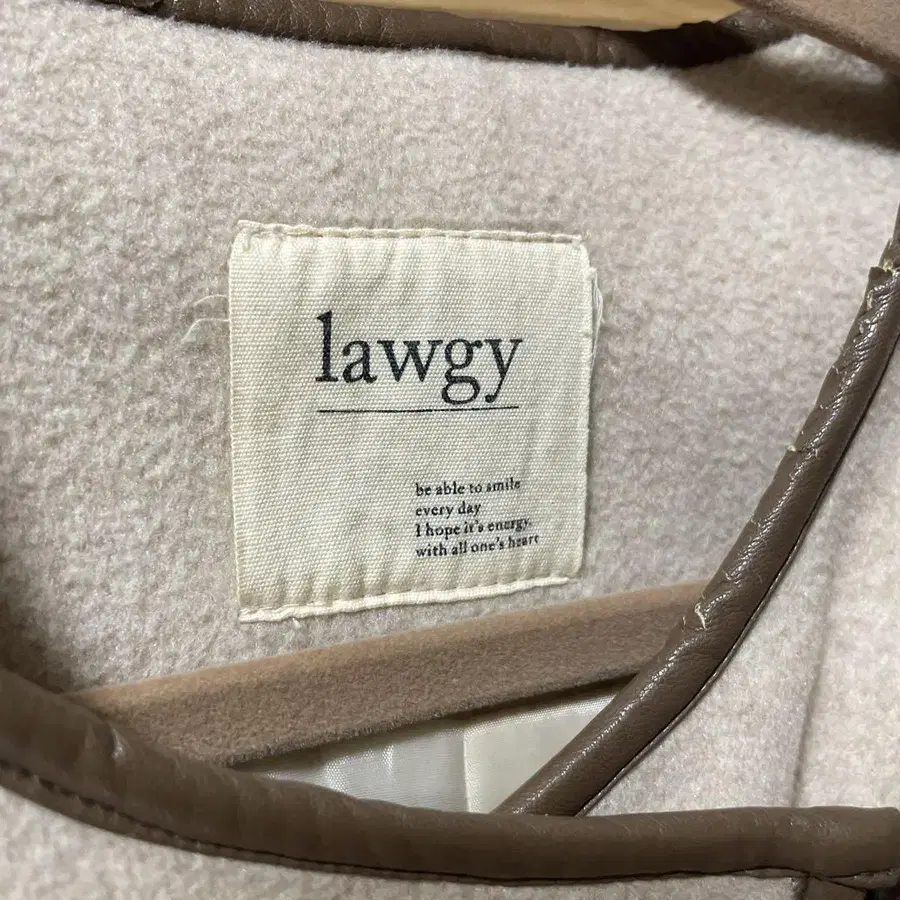 lawgy
be able to smile
every day
I hope it's energy.
with all one's heart